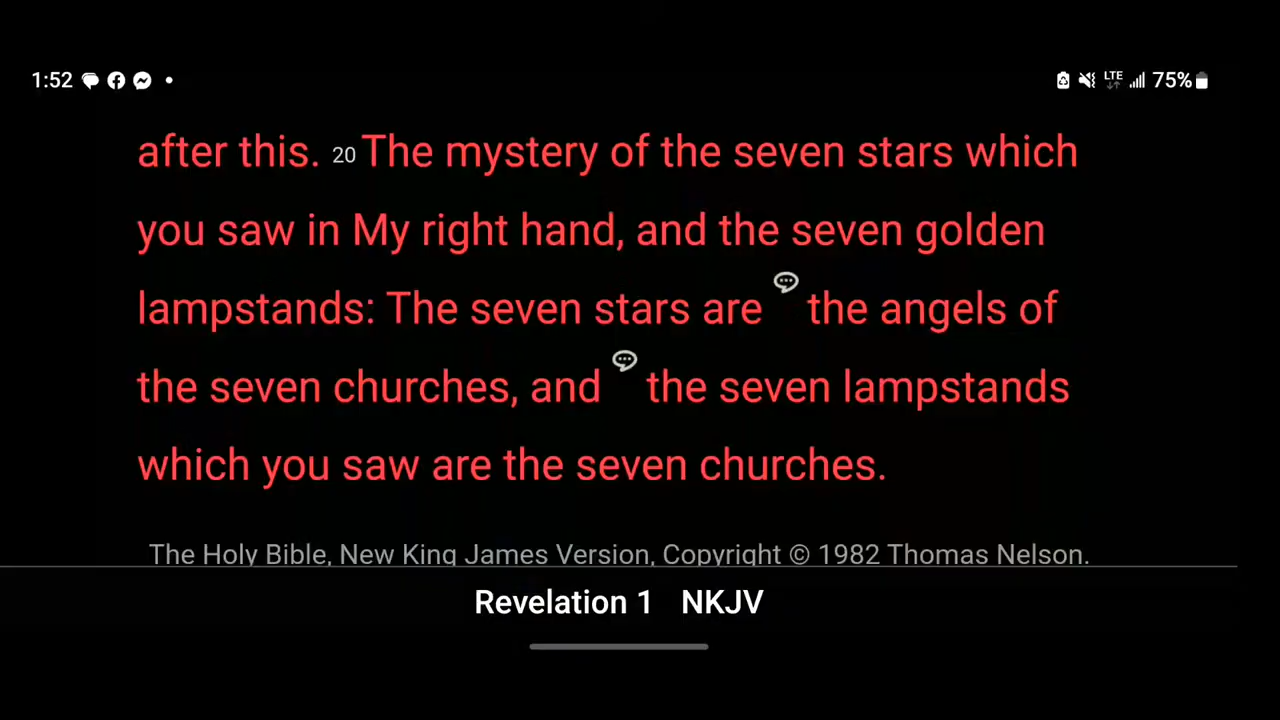 1:52 LTE 75%
after this. 20 The mystery of the seven stars which
you saw in My right hand, and the seven golden
lampstands: The seven stars are the angels of
the seven churches, and the seven lampstands
which you saw are the seven churches.
The Holy Bible, New King James Version, Copyright © 1982 Thomas Nelson.
Revelation 1 NKJV